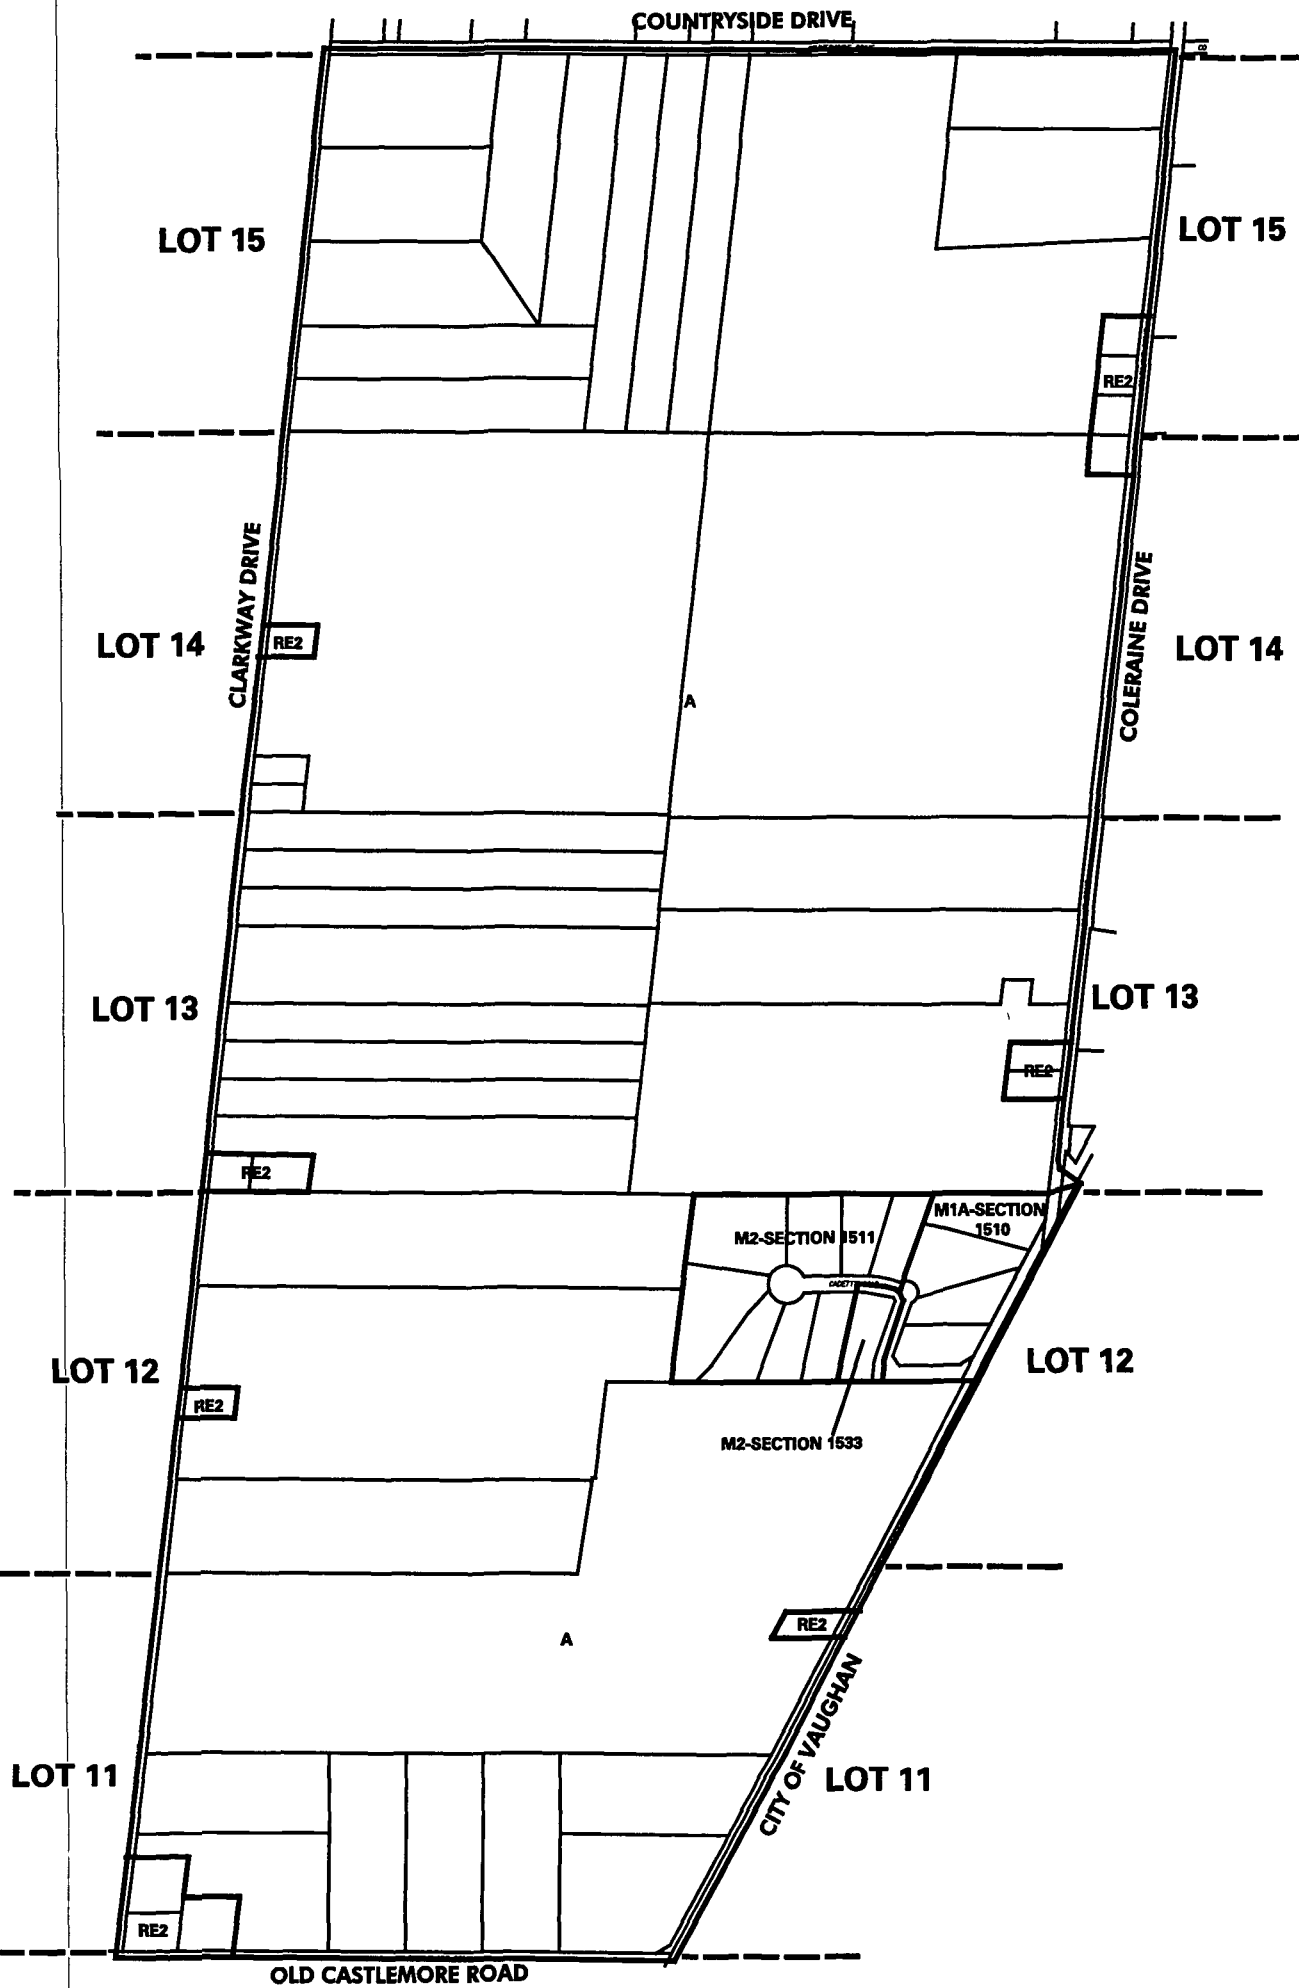 COUNTRYSIDE DRIVE
LOT 15
LOT 15
RE2
CLARKWAY DRIVE
COLERAINE DRIVE
LOT 14
RE2
LOT 14
A
LOT 13
LOT 13
RE2
RE2
M1A-SECTION
1510
M2-SECTION 1511
LOT 12
LOT 12
RE2
M2-SECTION 1533
RE2
A
CITY OF VAUGHAN
LOT 11
LOT 11
RE2
OLD CASTLEMORE ROAD